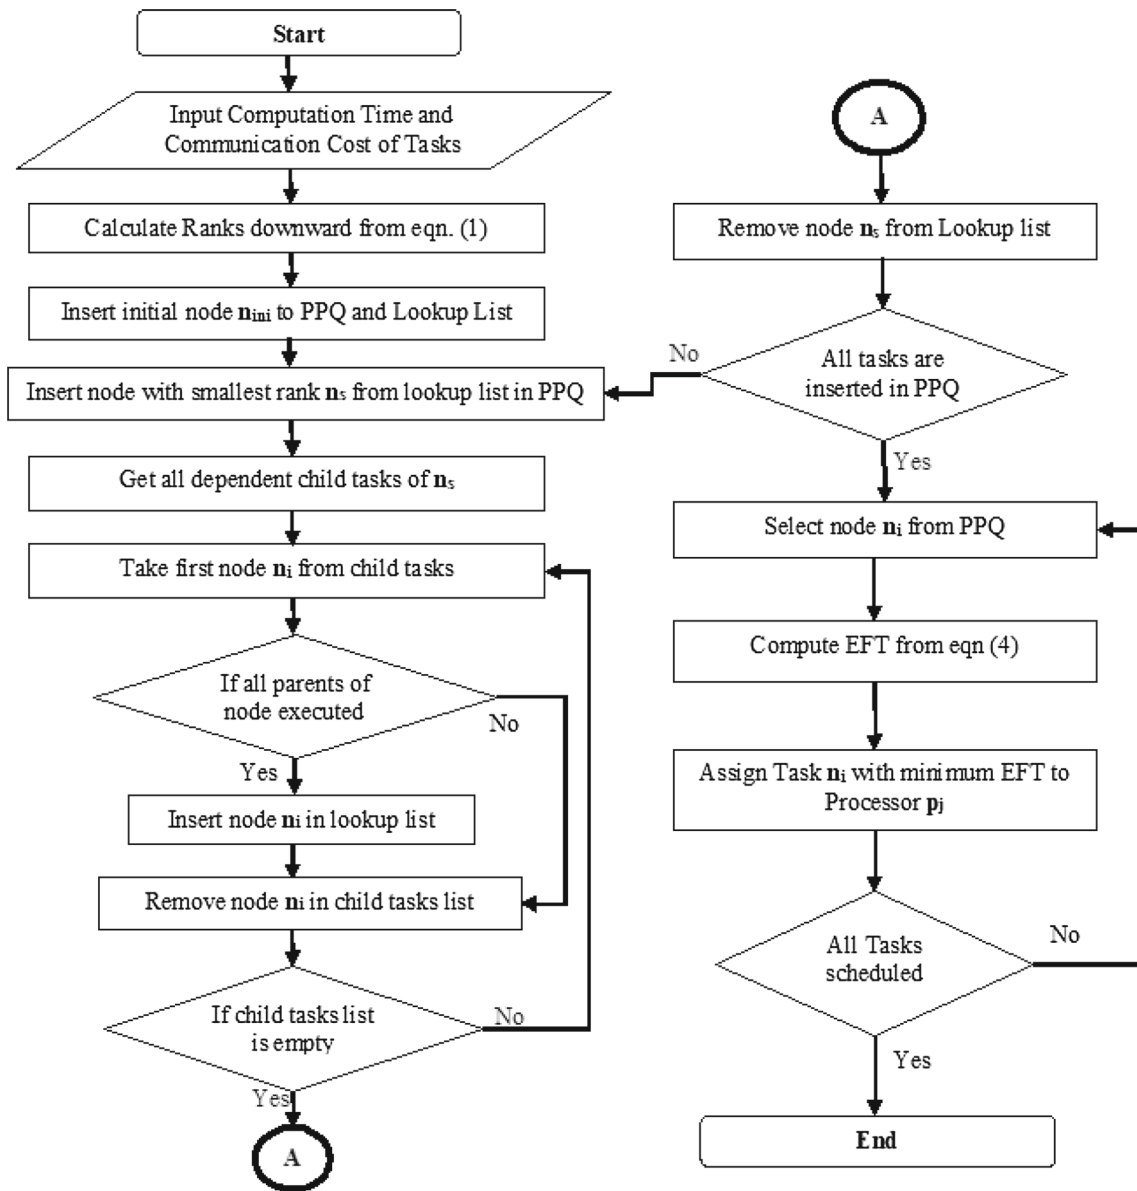 Start
Input Computation Time and
Communication Cost of Tasks
Calculate Ranks downward from eqn. (1)
Insert initial node nini to PPQ and Lookup List
Insert node with smallest rank ns from lookup list in PPQ
Get all dependent child tasks of ns
Take first node ni from child tasks
If all parents of
node executed
No
Yes
Insert node ni in lookup list
Remove node ni in child tasks list
If child tasks list
is empty
No
Yes
A
A
Remove node ns from Lookup list
All tasks are
inserted in PPQ
No
Yes
Select node ni from PPQ
Compute EFT from eqn (4)
Assign Task ni with minimum EFT to
Processor pj
All Tasks
scheduled
No
Yes
End